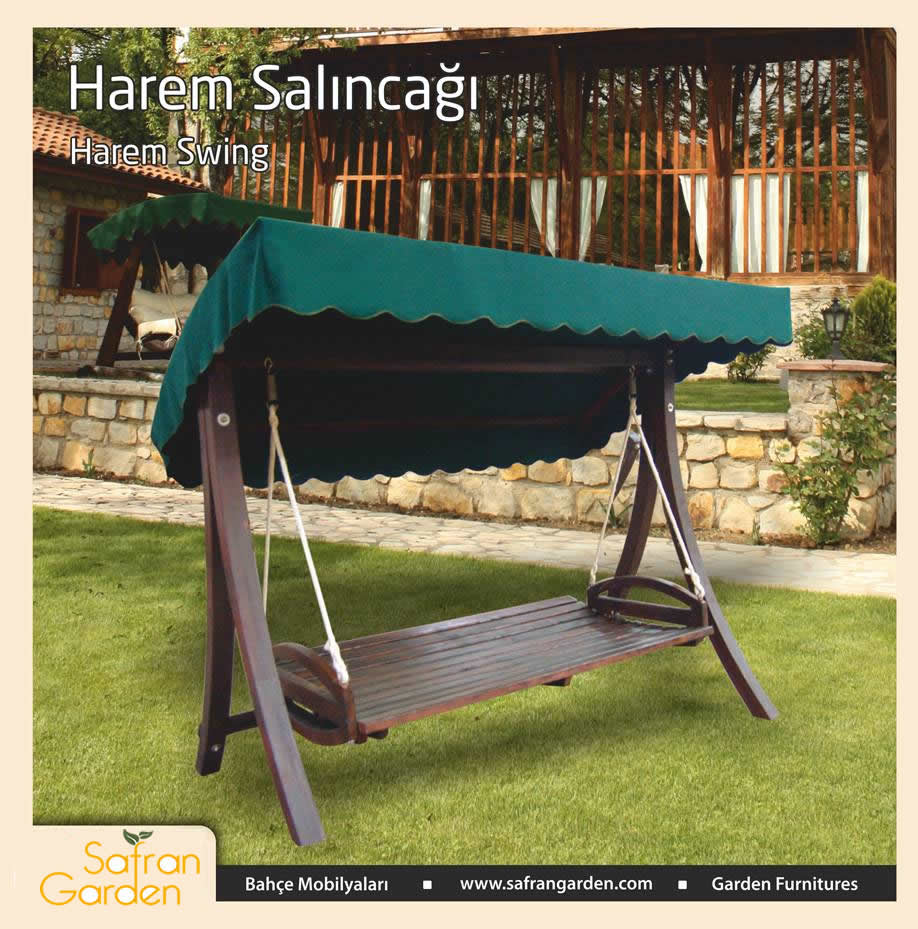 Harem Salıncağı
Harem Swing
Safran
Garden
Bahçe Mobilyaları ▪ www.safrangarden.com ▪ Garden Furnitures